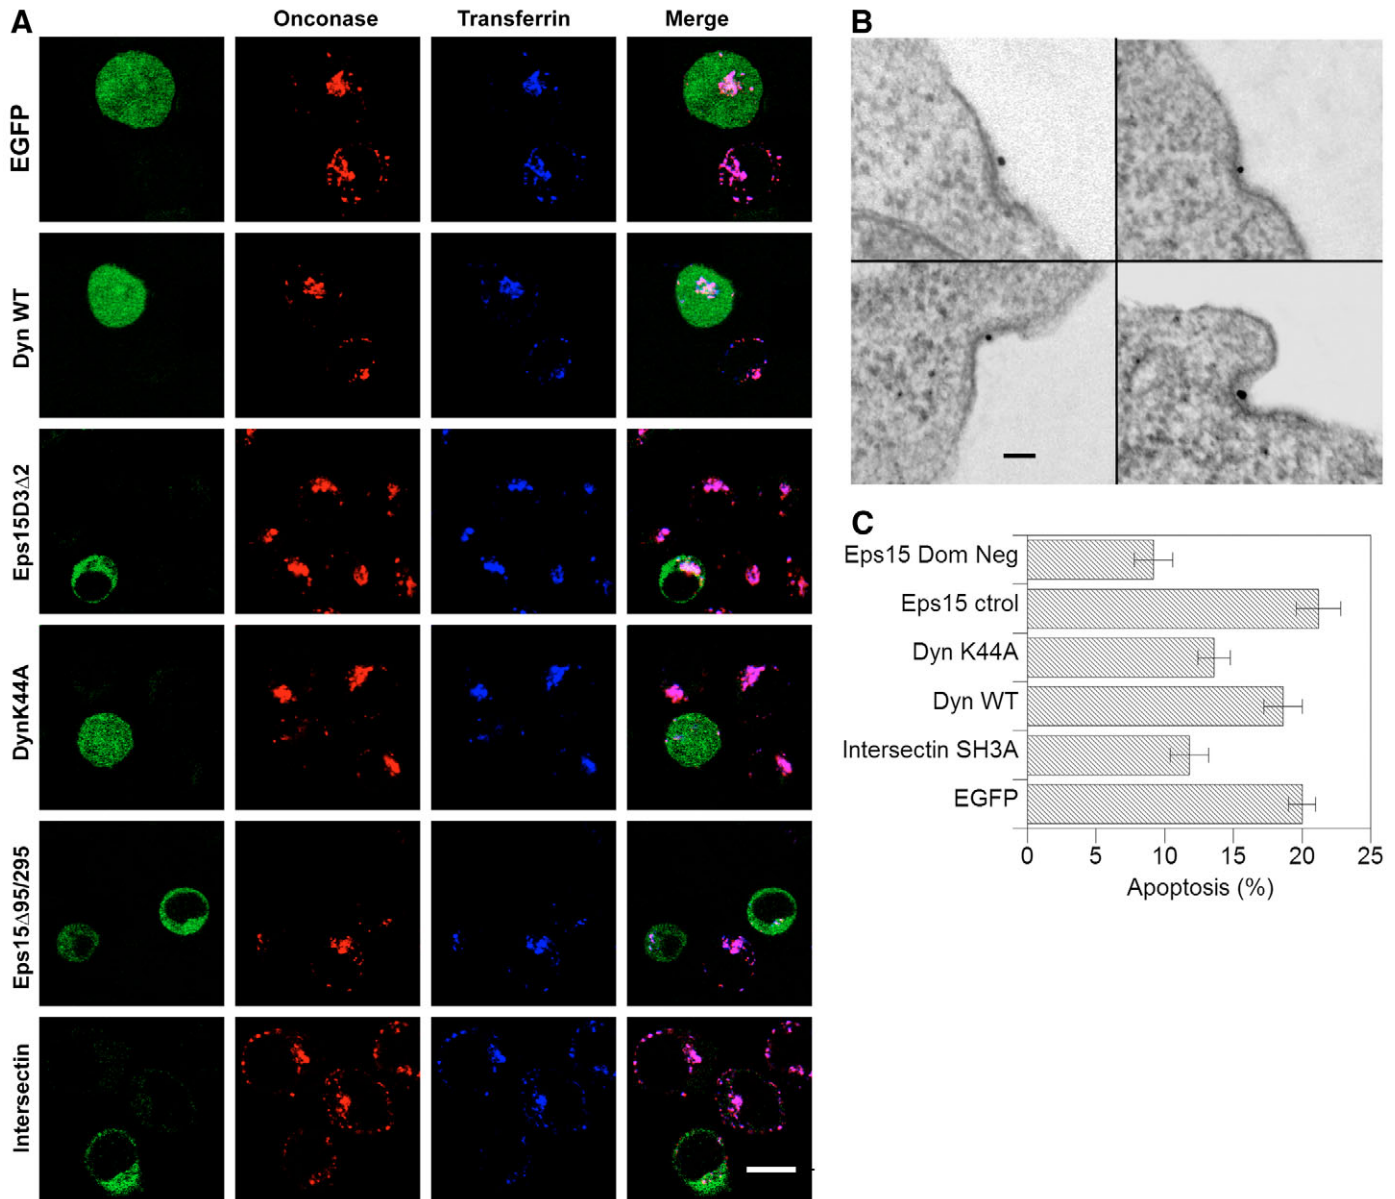 A
Onconase
Transferrin
Merge
EGFP
Dyn WT
Eps15D3Δ2
DynK44A
Eps15Δ95/295
Intersectin
B
C
Eps15 Dom Neg
Eps15 ctrol
Dyn K44A
Dyn WT
Intersectin SH3A
EGFP
0 5 10 15 20 25
Apoptosis (%)